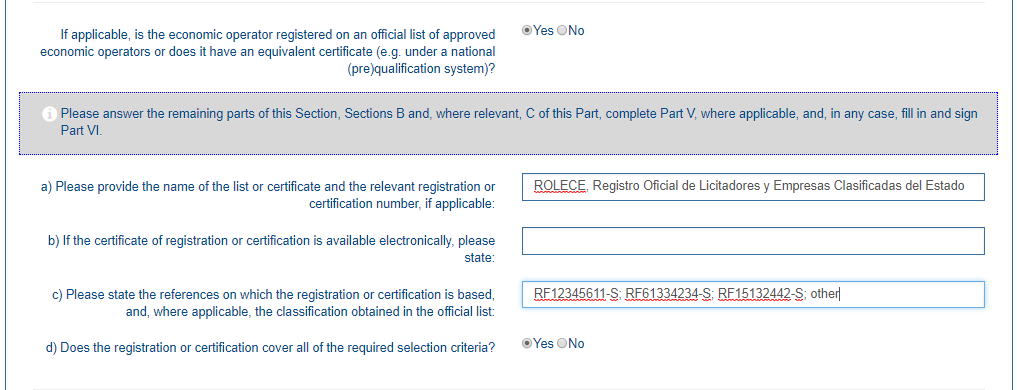 If applicable, is the economic operator registered on an official list of approved
economic operators or does it have an equivalent certificate (e.g. under a national
(pre)qualification system)?
Yes No
Please answer the remaining parts of this Section, Sections B and, where relevant, C of this Part, complete Part V, where applicable, and, in any case, fill in and sign
Part VI.
a) Please provide the name of the list or certificate and the relevant registration or
certification number, if applicable:
ROLECE, Registro Oficial de Licitadores y Empresas Clasificadas del Estado
b) If the certificate of registration or certification is available electronically, please
state:
c) Please state the references on which the registration or certification is based,
and, where applicable, the classification obtained in the official list:
RF12345611-S; RF61334234-S; RF15132442-S; other
d) Does the registration or certification cover all of the required selection criteria?
Yes No